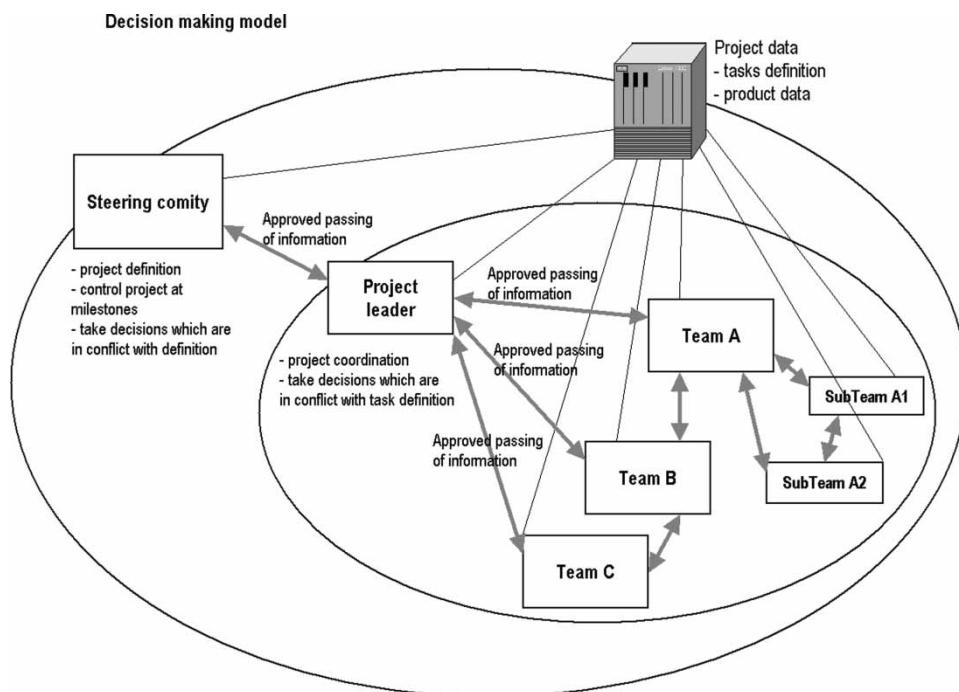 Decision making model
Project data
- tasks definition
- product data
Steering comity
Approved passing
of information
- project definition
- control project at
milestones
- take decisions which are
in conflict with definition
Project
leader
Approved passing
of information
- project coordination
- take decisions which are
in conflict with task definition
Approved passing
of information
Approved passing
of information
Team A
SubTeam A1
SubTeam A2
Team B
Team C